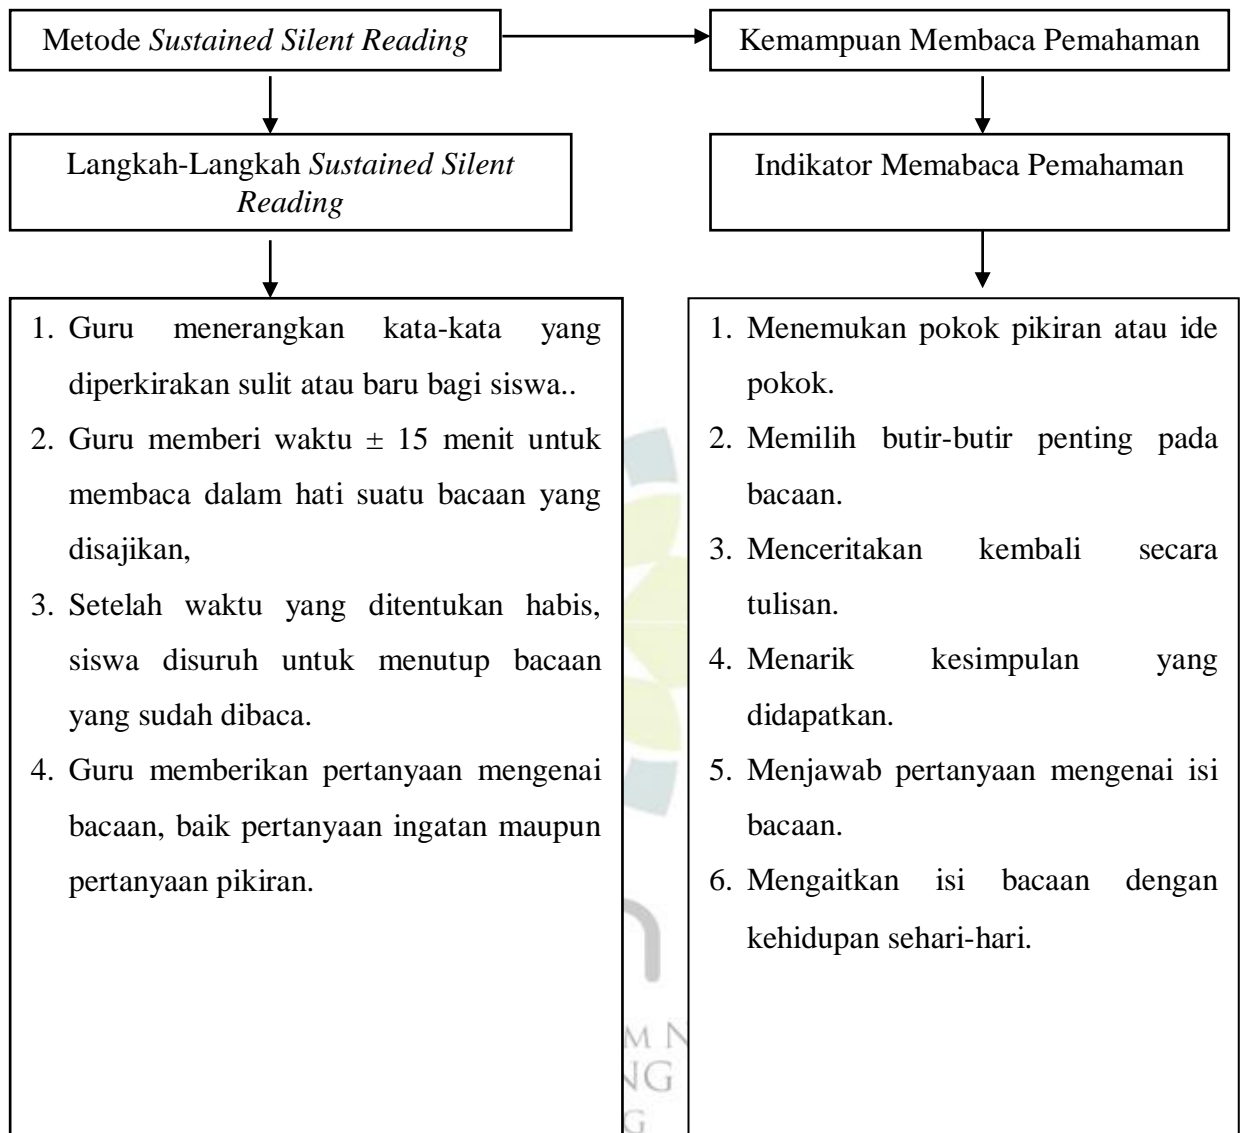 Metode Sustained Silent Reading
Kemampuan Membaca Pemahaman
Langkah-Langkah Sustained Silent
Reading
Indikator Memabaca Pemahaman
1. Guru menerangkan kata-kata yang
diperkirakan sulit atau baru bagi siswa..
2. Guru memberi waktu ± 15 menit untuk
membaca dalam hati suatu bacaan yang
disajikan,
3. Setelah waktu yang ditentukan habis,
siswa disuruh untuk menutup bacaan
yang sudah dibaca.
4. Guru memberikan pertanyaan mengenai
bacaan, baik pertanyaan ingatan maupun
pertanyaan pikiran.
1. Menemukan pokok pikiran atau ide
pokok.
2. Memilih butir-butir penting pada
bacaan.
3. Menceritakan kembali secara
tulisan.
4. Menarik kesimpulan yang
didapatkan.
5. Menjawab pertanyaan mengenai isi
bacaan.
6. Mengaitkan isi bacaan dengan
kehidupan sehari-hari.